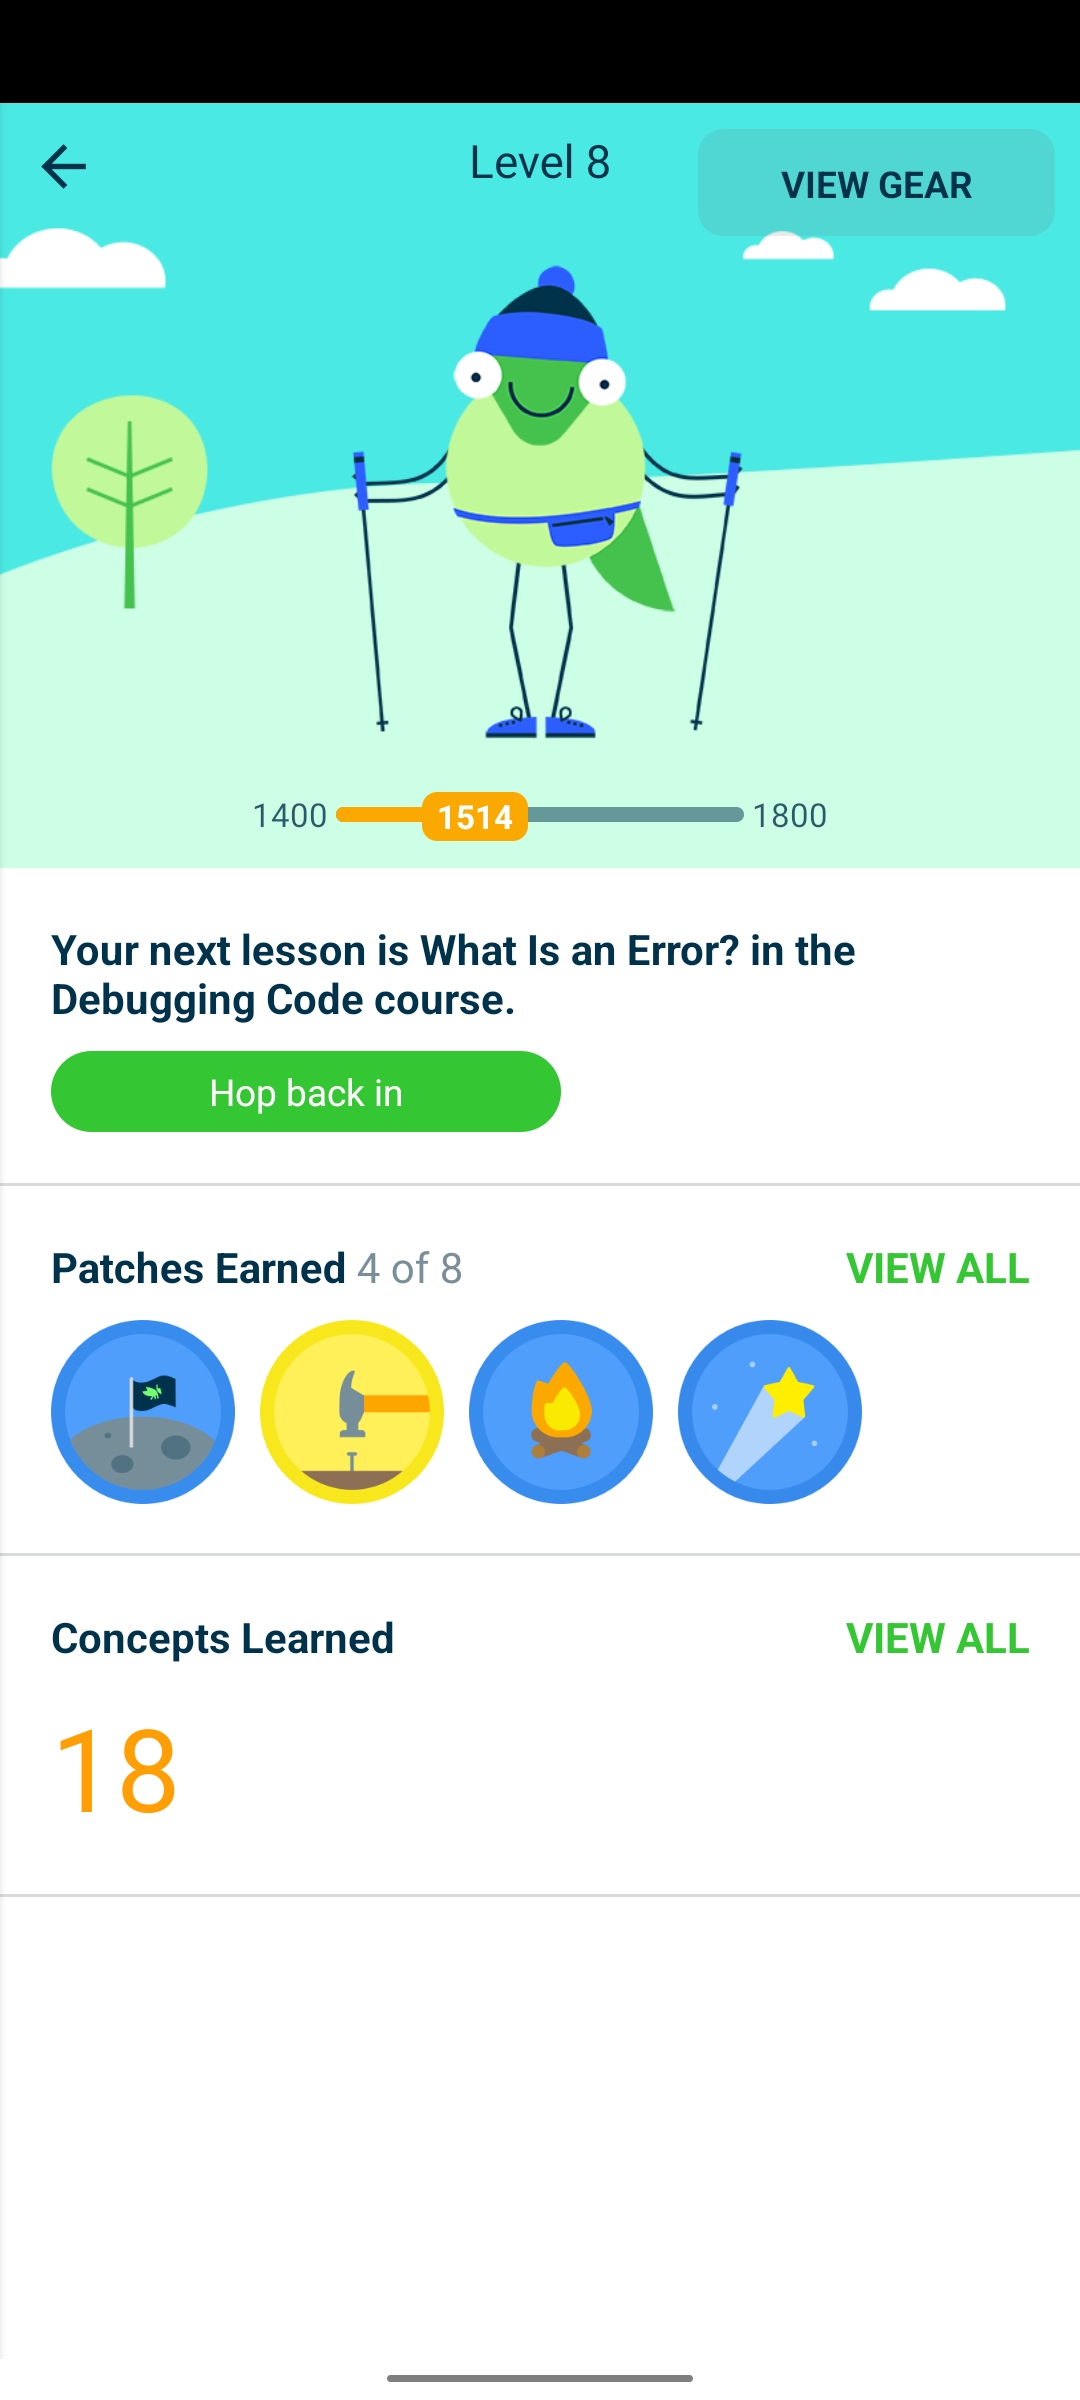 Level 8
VIEW GEAR
1400
1514
1800
Your next lesson is What Is an Error? in the
Debugging Code course.
Hop back in
Patches Earned 4 of 8
VIEW ALL
Concepts Learned
VIEW ALL
18